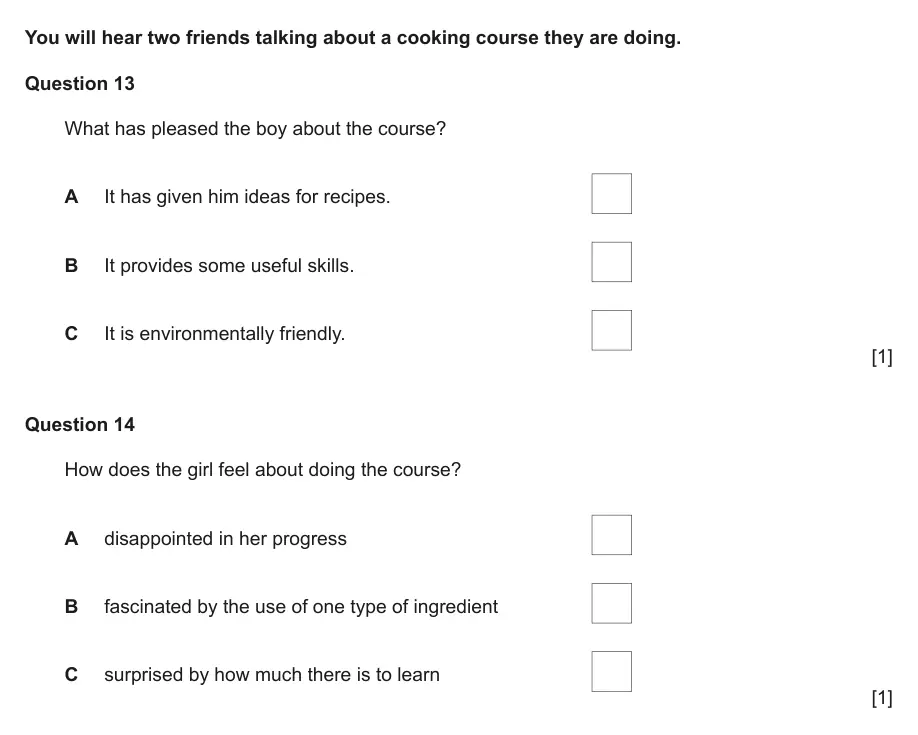 You will hear two friends talking about a cooking course they are doing.
Question 13
What has pleased the boy about the course?
A It has given him ideas for recipes.
B It provides some useful skills.
C It is environmentally friendly.
[1]
Question 14
How does the girl feel about doing the course?
A disappointed in her progress
B fascinated by the use of one type of ingredient
C surprised by how much there is to learn
[1]